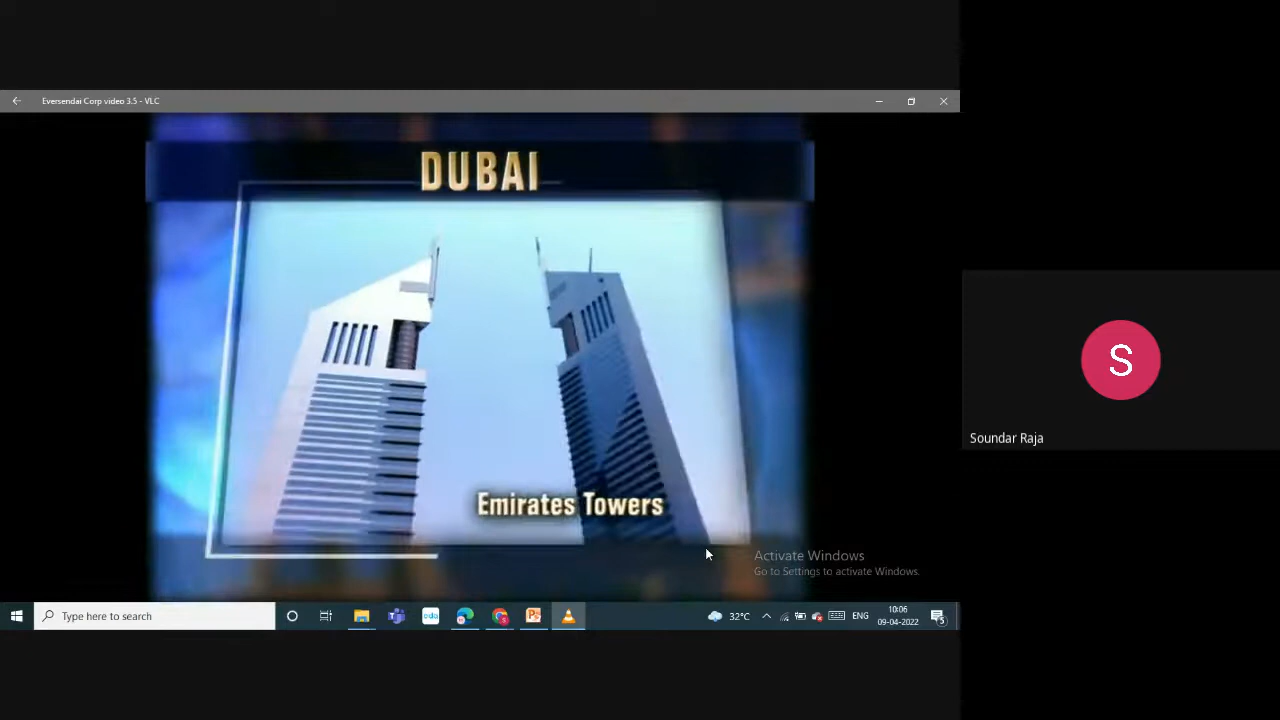 Eversendai Corp video 3.5 - VLC
DUBAI
Emirates Towers
S
Soundar Raja
Activate Windows
Go to Settings to activate Windows.
Type here to search
32°C
ENG
10:06
09-04-2022
5